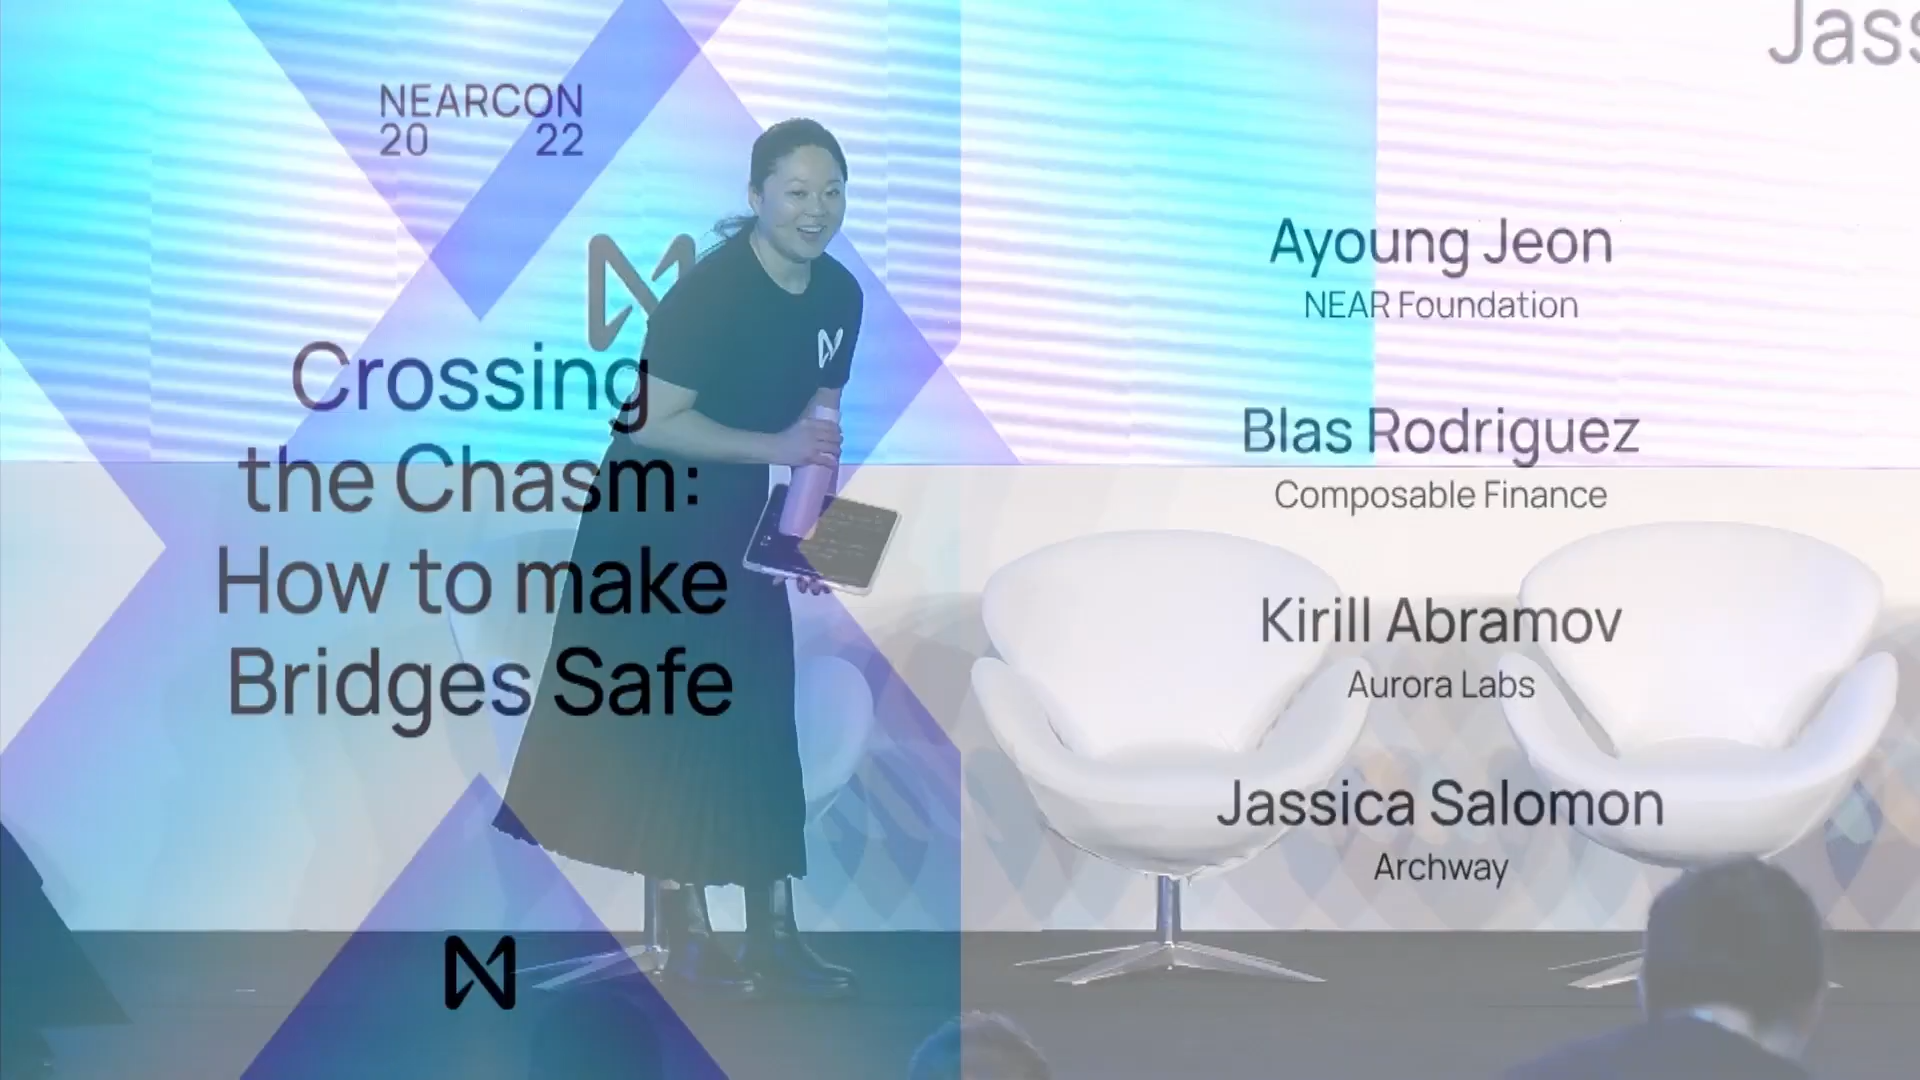 NEARCON
20 22
Crossing
the Chasm:
How to make
Bridges Safe
Jass
Ayoung Jeon
NEAR Foundation
Blas Rodriguez
Composable Finance
Kirill Abramov
Aurora Labs
Jassica Salomon
Archway